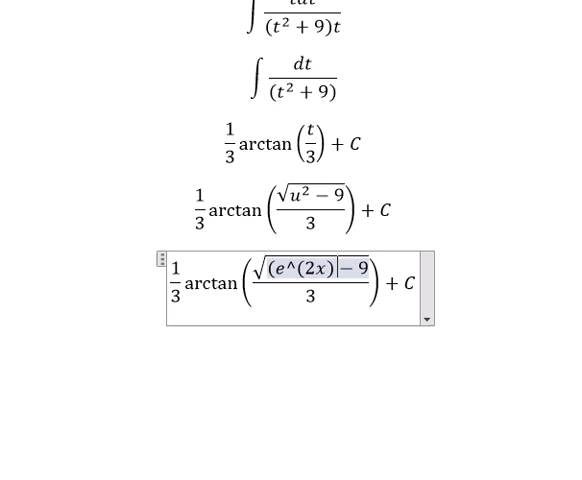 ∫ tdt / (t² + 9)t
∫ dt / (t² + 9)
1/3 arctan (t/3) + C
1/3 arctan (√(u² − 9) / 3) + C
1/3 arctan (√((e^(2x) − 9) / 3) + C